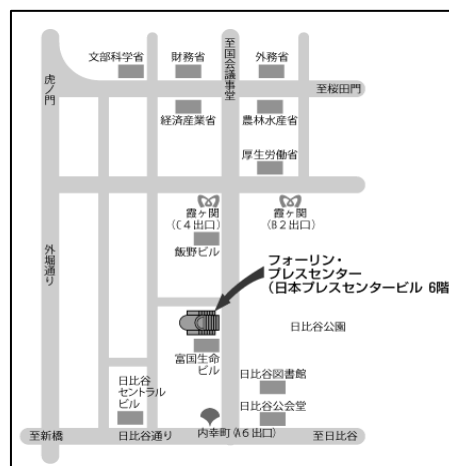 文部科学省
財務省
至国会議事堂
外務省
虎ノ門
至桜田門
経済産業省
農林水産省
厚生労働省
霞ヶ関
(C4出口)
霞ヶ関
(B2出口)
飯野ビル
外堀通り
フォーリン・
プレスセンター
(日本プレスセンタービル 6階
日比谷公園
富国生命
ビル
日比谷図書館
日比谷
セントラル
ビル
日比谷公会堂
内幸町(A6出口)
至新橋
日比谷通り
至日比谷